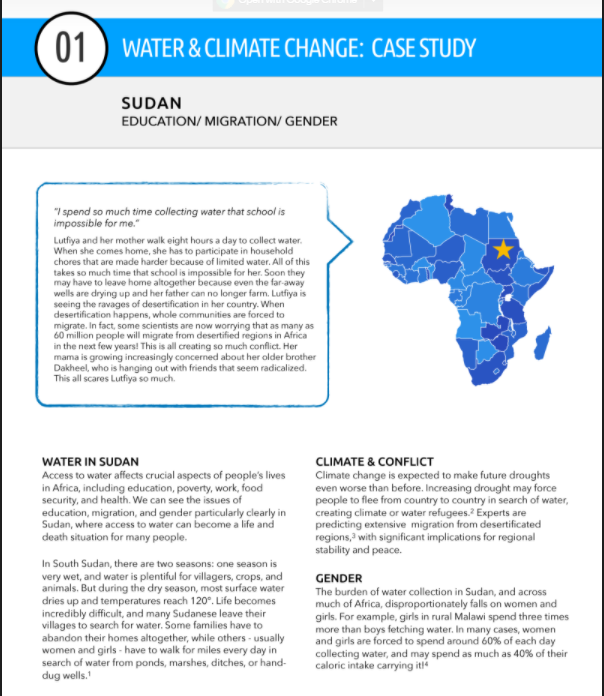 01
WATER & CLIMATE CHANGE: CASE STUDY
SUDAN
EDUCATION/ MIGRATION/ GENDER
"I spend so much time collecting water that school is
impossible for me."
Lutfiya and her mother walk eight hours a day to collect water.
When she comes home, she has to participate in household
chores that are made harder because of limited water. All of this
takes so much time that school is impossible for her. Soon they
may have to leave home altogether because even the far-away
wells are drying up and her father can no longer farm. Lutfiya is
seeing the ravages of desertification in her country. When
desertification happens, whole communities are forced to
migrate. In fact, some scientists are now worrying that as many as
60 million people will migrate from desertified regions in Africa
in the next few years! This is all creating so much conflict. Her
mama is growing increasingly concerned about her older brother
Dakheel, who is hanging out with friends that seem radicalized.
This all scares Lutfiya so much.
WATER IN SUDAN
Access to water affects crucial aspects of people's lives
in Africa, including education, poverty, work, food
security, and health. We can see the issues of
education, migration, and gender particularly clearly in
Sudan, where access to water can become a life and
death situation for many people.
In South Sudan, there are two seasons: one season is
very wet, and water is plentiful for villagers, crops, and
animals. But during the dry season, most surface water
dries up and temperatures reach 120°. Life becomes
incredibly difficult, and many Sudanese leave their
villages to search for water. Some families have to
abandon their homes altogether, while others - usually
women and girls - have to walk for miles every day in
search of water from ponds, marshes, ditches, or hand-
dug wells.¹
CLIMATE & CONFLICT
Climate change is expected to make future droughts
even worse than before. Increasing drought may force
people to flee from country to country in search of water,
creating climate or water refugees.² Experts are
predicting extensive migration from desertificated
regions,³ with significant implications for regional
stability and peace.
GENDER
The burden of water collection in Sudan, and across
much of Africa, disproportionately falls on women and
girls. For example, girls in rural Malawi spend three times
more than boys fetching water. In many cases, women
and girls are forced to spend around 60% of each day
collecting water, and may spend as much as 40% of their
caloric intake carrying it!⁴